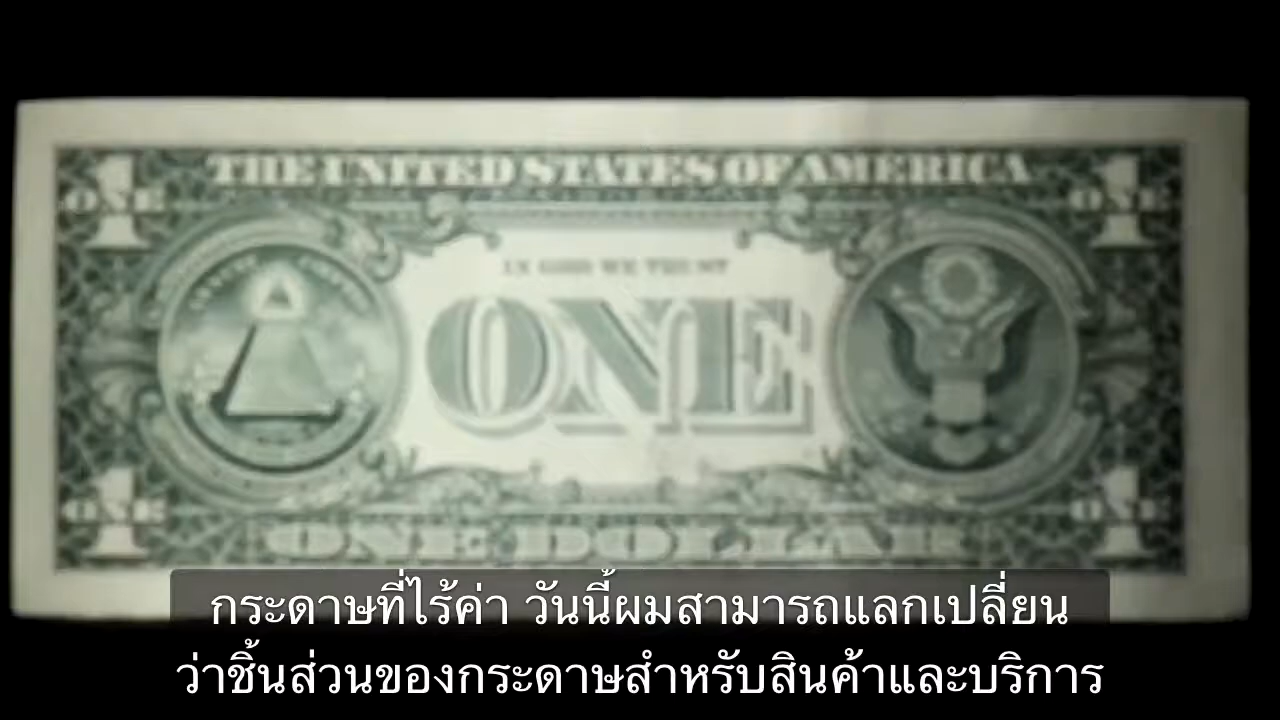 THE UNITED STATES OF AMERICA
ONE
ONE
IN GOD WE TRUST
ONE
ONE
ONE
ONE DOLLAR
กระดาษที่ไร้ค่า วันนี้ผมสามารถแลกเปลี่ยน
ว่าชิ้นส่วนของกระดาษสำหรับสินค้าและบริการ